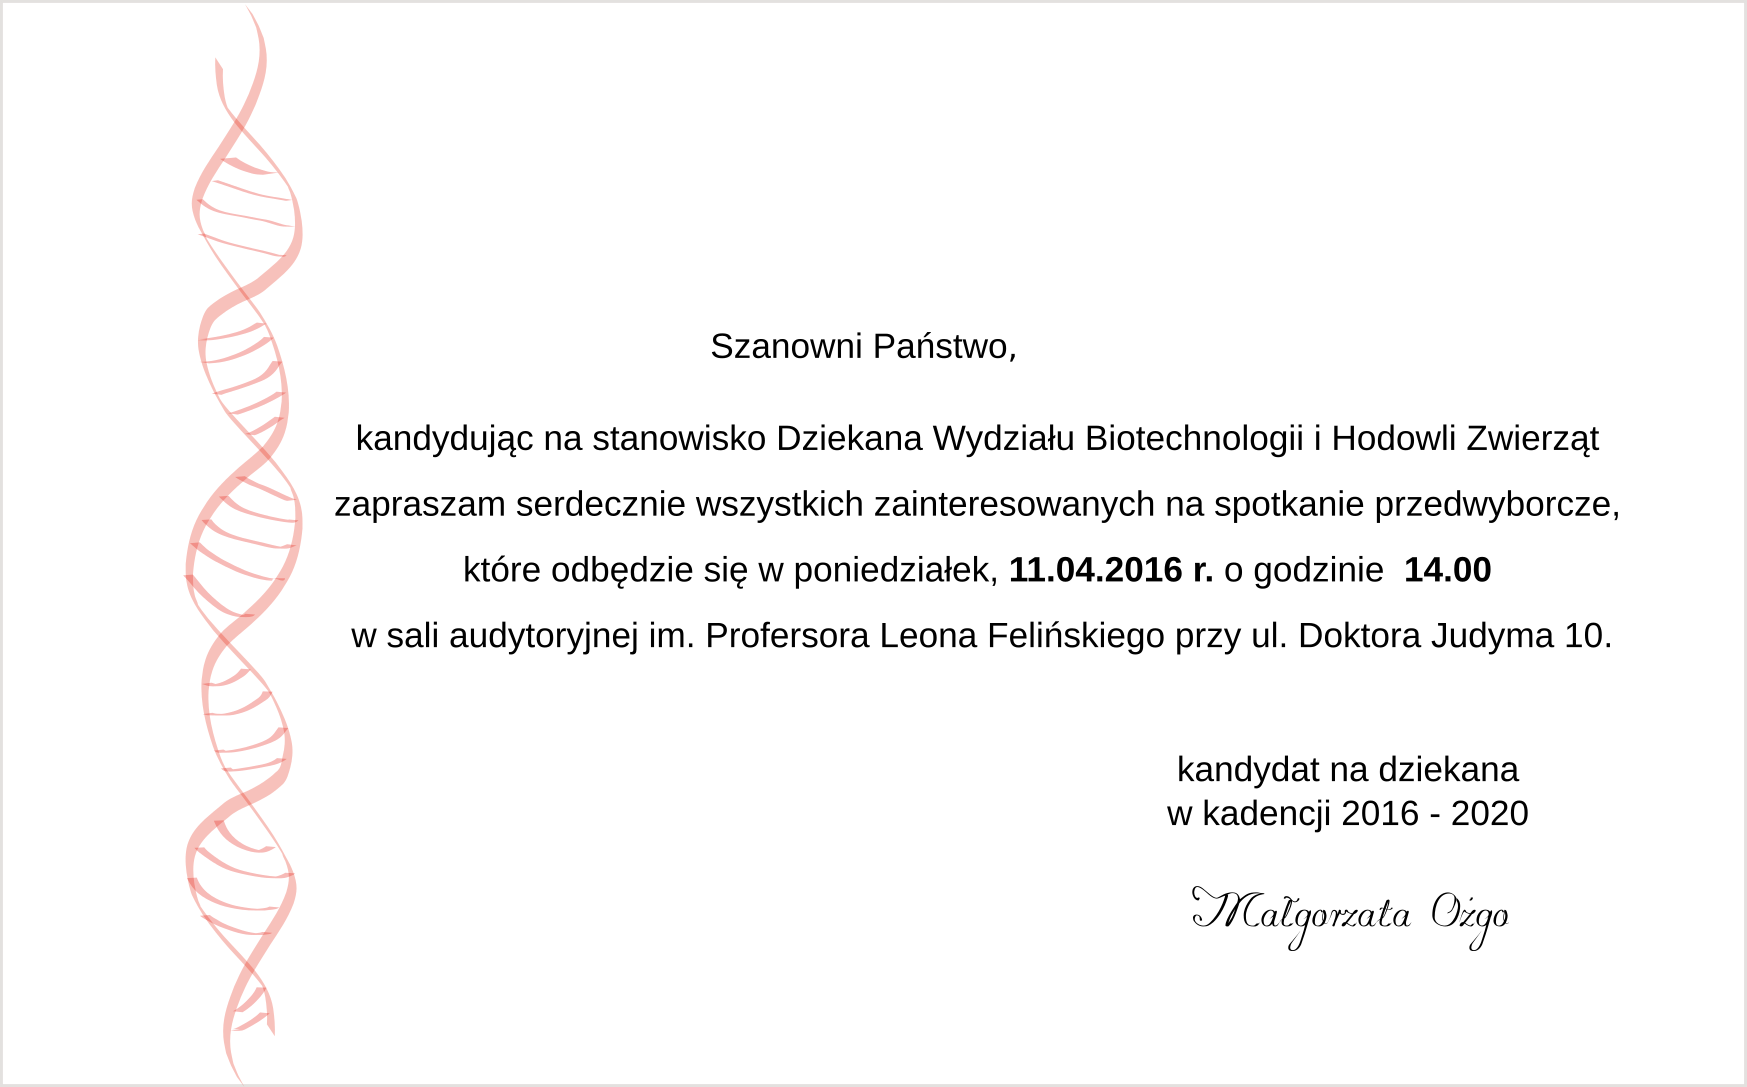 Szanowni Państwo,
kandydując na stanowisko Dziekana Wydziału Biotechnologii i Hodowli Zwierząt
zapraszam serdecznie wszystkich zainteresowanych na spotkanie przedwyborcze,
które odbędzie się w poniedziałek, 11.04.2016 r. o godzinie  14.00
w sali audytoryjnej im. Profersora Leona Felińskiego przy ul. Doktora Judyma 10.
kandydat na dziekana
w kadencji 2016 - 2020
Małgorzata Ożgo